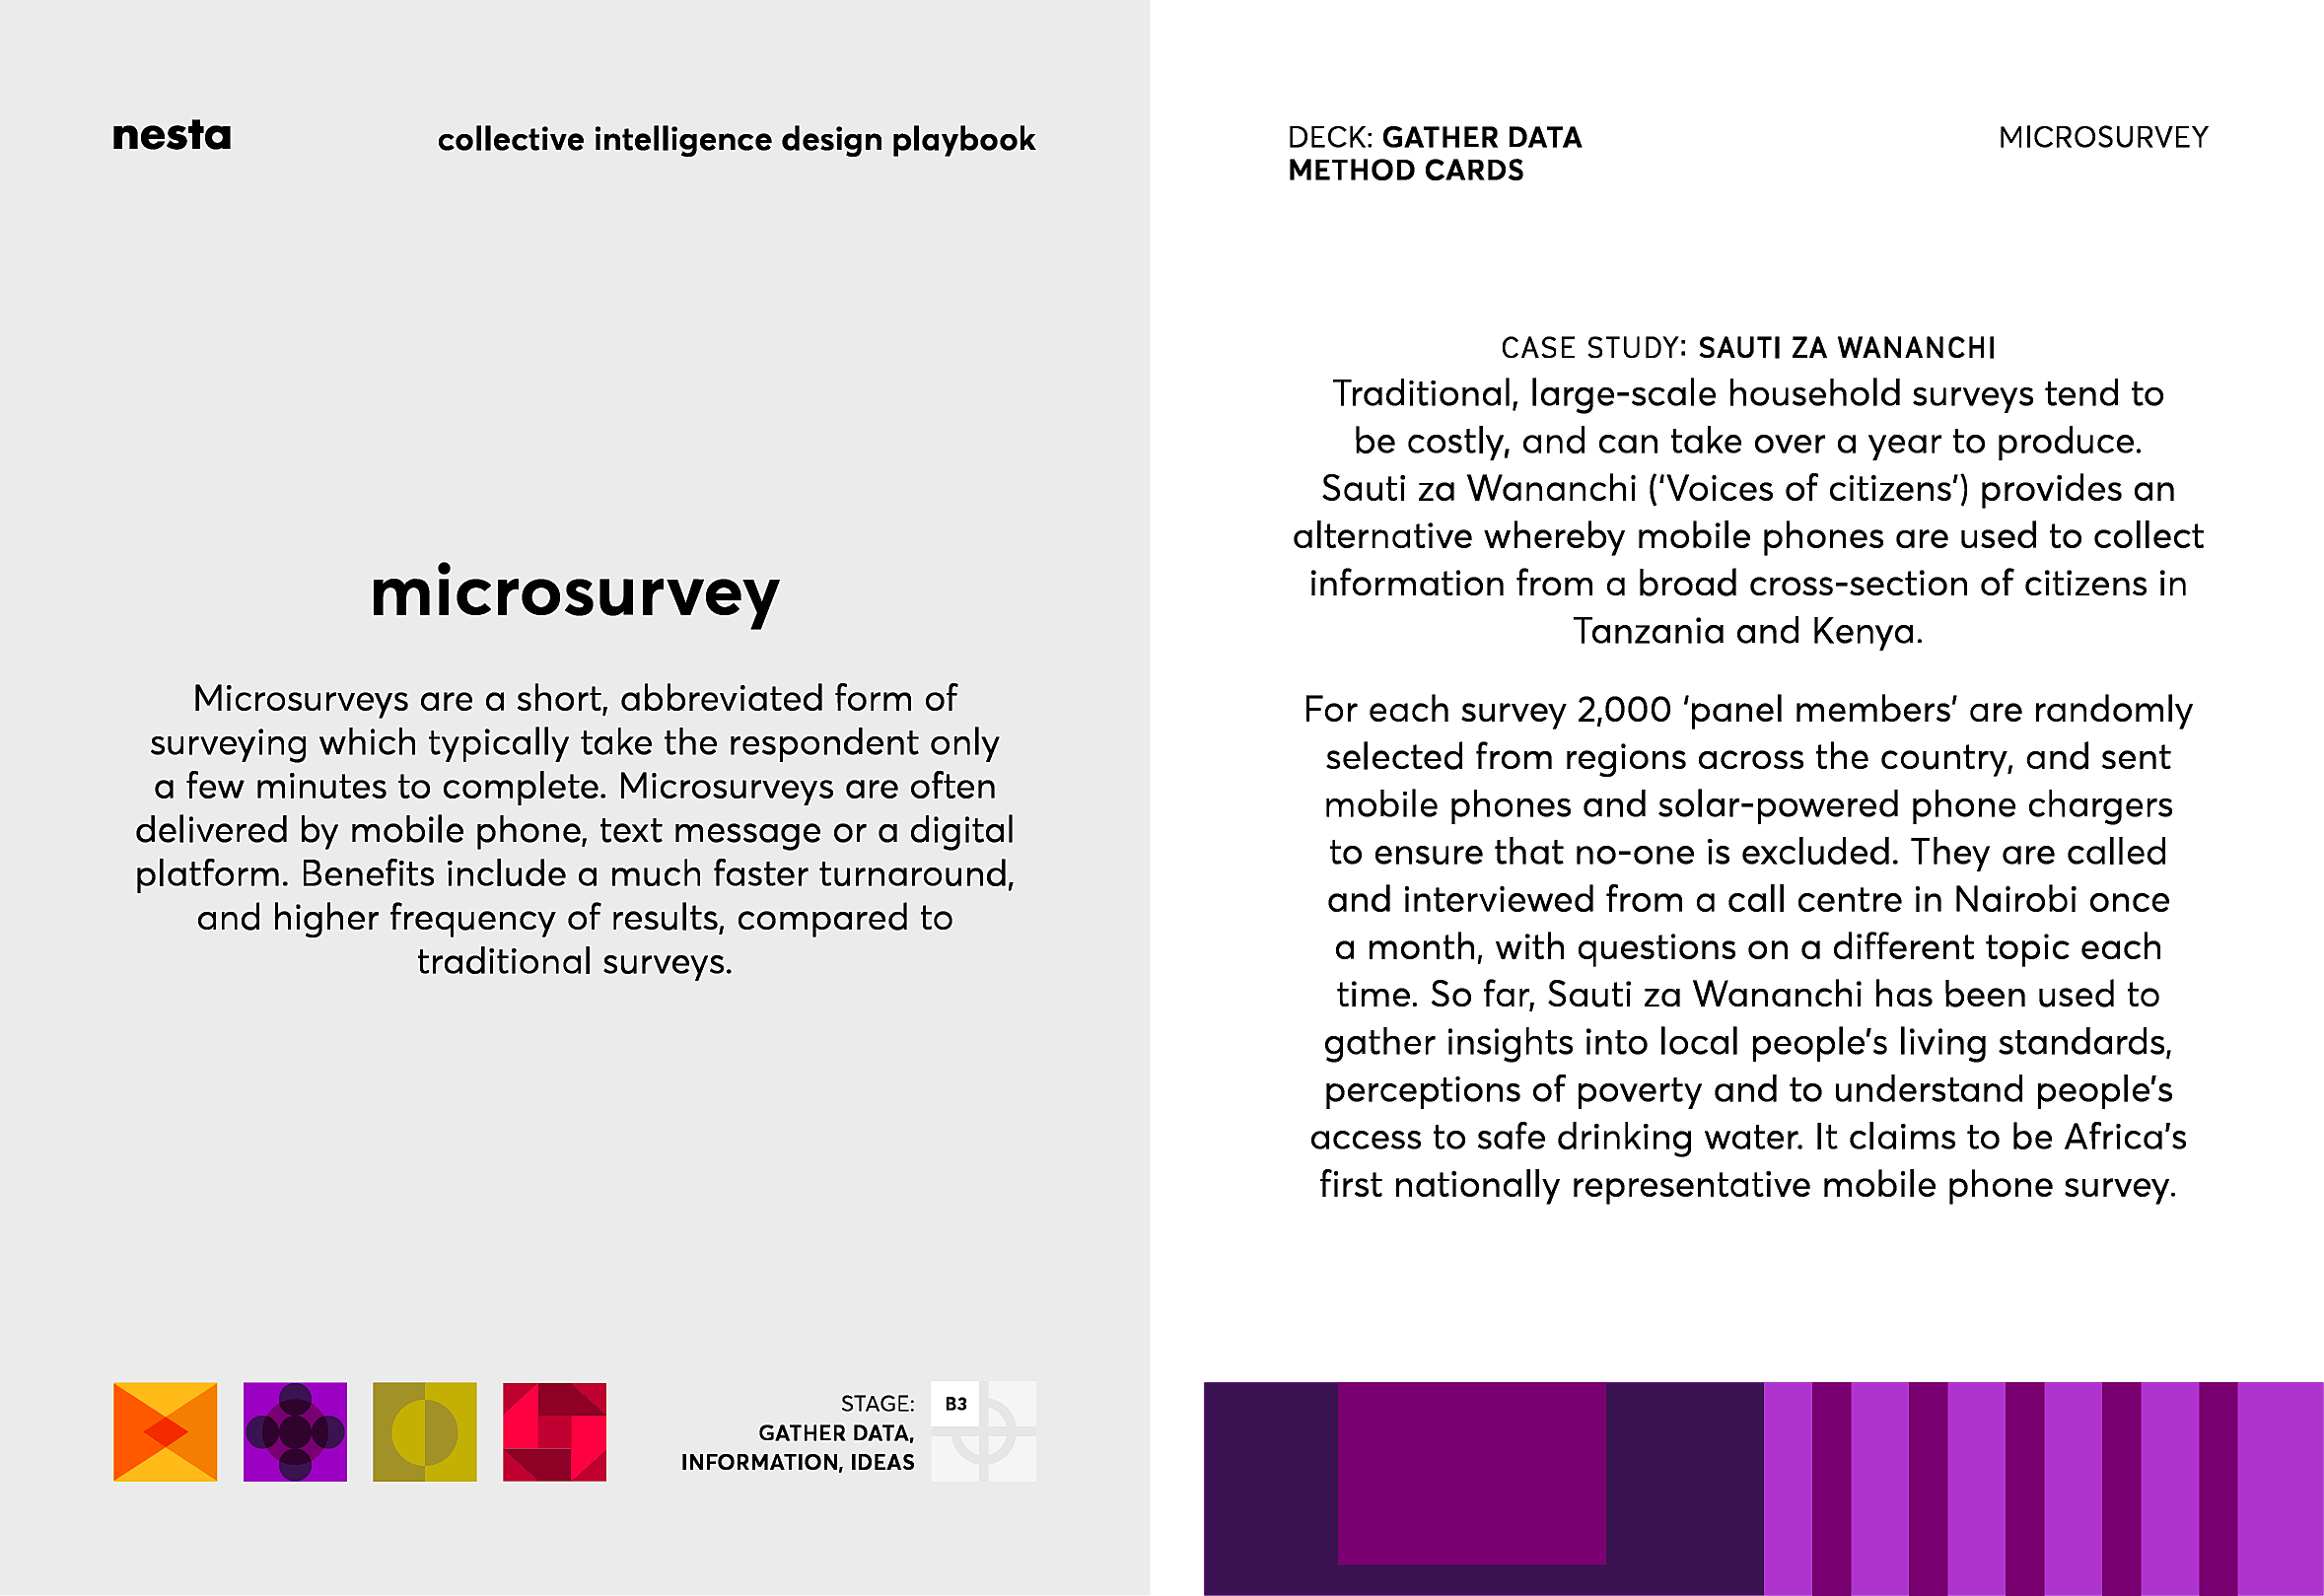 nesta
collective intelligence design playbook
microsurvey
Microsurveys are a short, abbreviated form of
surveying which typically take the respondent only
a few minutes to complete. Microsurveys are often
delivered by mobile phone, text message or a digital
platform. Benefits include a much faster turnaround,
and higher frequency of results, compared to
traditional surveys.
STAGE:
GATHER DATA,
INFORMATION, IDEAS
B3
DECK: GATHER DATA
METHOD CARDS
MICROSURVEY
CASE STUDY: SAUTI ZA WANANCHI
Traditional, large-scale household surveys tend to
be costly, and can take over a year to produce.
Sauti za Wananchi (‘Voices of citizens’) provides an
alternative whereby mobile phones are used to collect
information from a broad cross-section of citizens in
Tanzania and Kenya.
For each survey 2,000 ‘panel members’ are randomly
selected from regions across the country, and sent
mobile phones and solar-powered phone chargers
to ensure that no-one is excluded. They are called
and interviewed from a call centre in Nairobi once
a month, with questions on a different topic each
time. So far, Sauti za Wananchi has been used to
gather insights into local people’s living standards,
perceptions of poverty and to understand people’s
access to safe drinking water. It claims to be Africa’s
first nationally representative mobile phone survey.